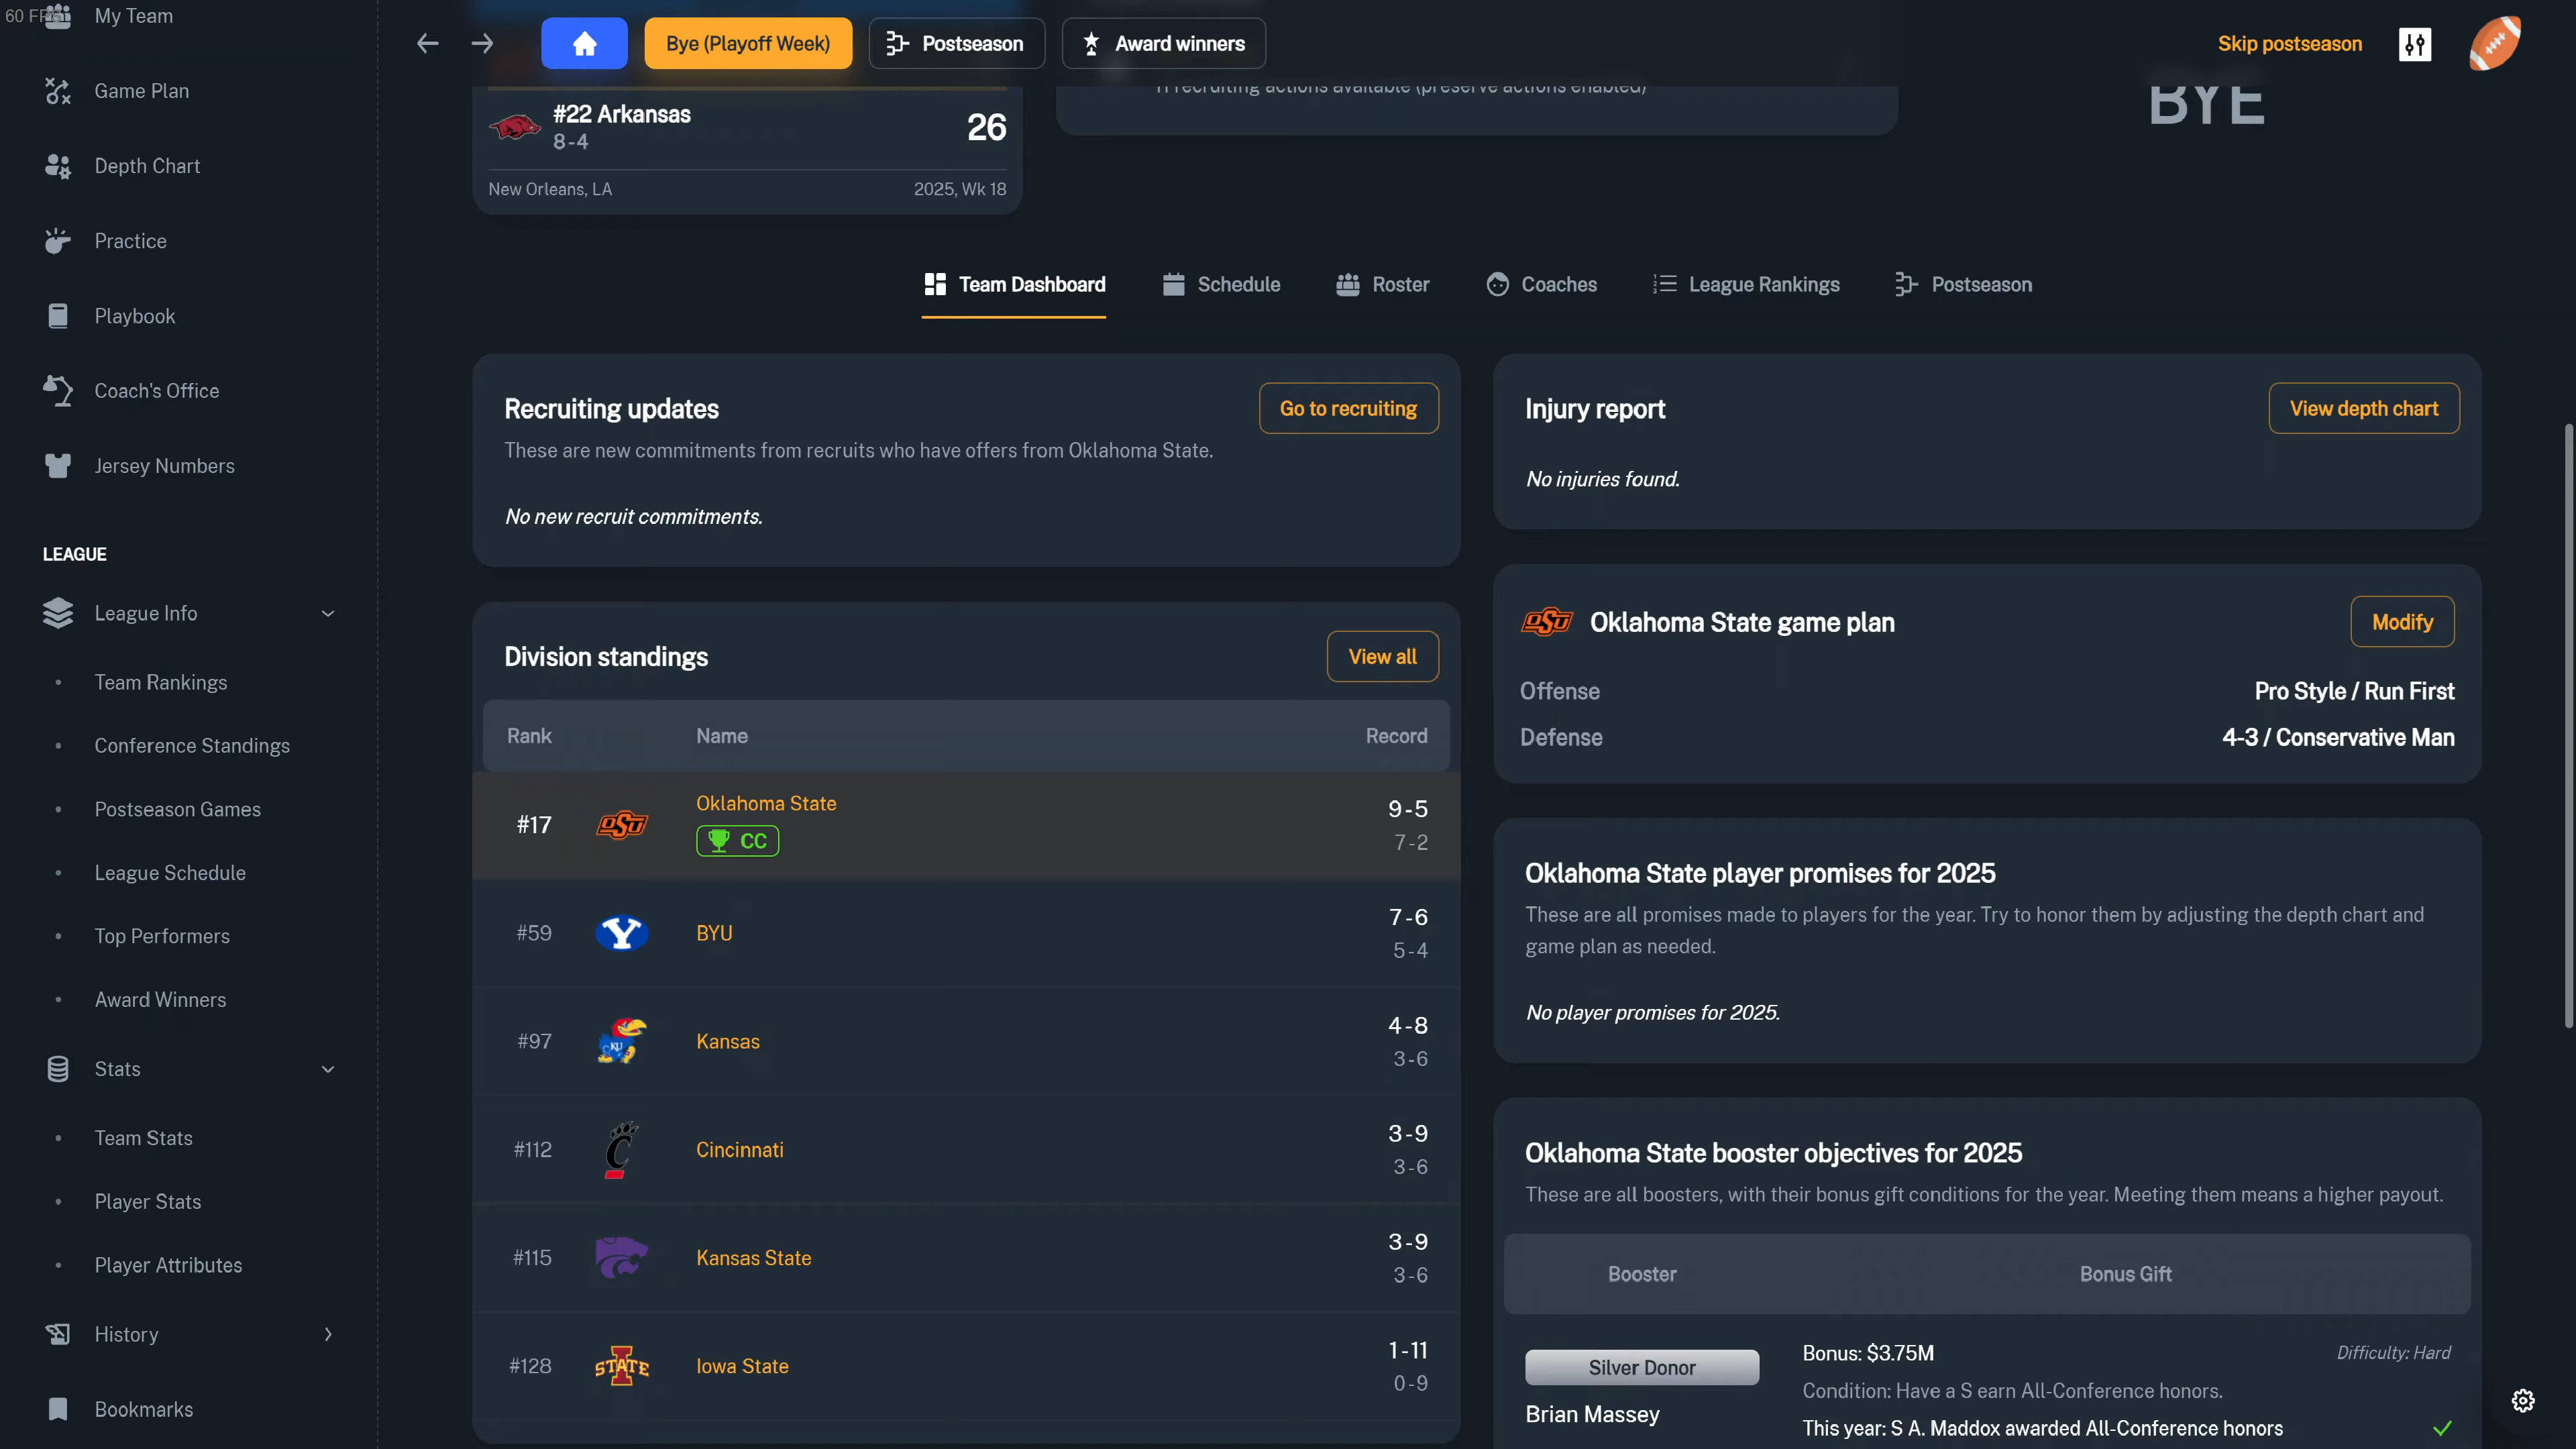 60 FPS
My Team
Game Plan
Depth Chart
Practice
Playbook
Coach's Office
Jersey Numbers
LEAGUE
League Info
Team Rankings
Conference Standings
Postseason Games
League Schedule
Top Performers
Award Winners
Stats
Team Stats
Player Stats
Player Attributes
History
Bookmarks
Bye (Playoff Week)
Postseason
Award winners
Skip postseason
#22 Arkansas
8-4
26
New Orleans, LA
2025, Wk 18
11 recruiting actions available (preserve actions enabled)
BYE
Team Dashboard
Schedule
Roster
Coaches
League Rankings
Postseason
Recruiting updates
Go to recruiting
These are new commitments from recruits who have offers from Oklahoma State.
No new recruit commitments.
Division standings
View all
Rank Name Record
#17 OSU Oklahoma State 9-5
CC 7-2
#59 Y BYU 7-6
5-4
#97 KU Kansas 4-8
3-6
#112 C Cincinnati 3-9
3-6
#115 Kansas State 3-9
3-6
#128 I STATE Iowa State 1-11
0-9
Injury report
View depth chart
No injuries found.
OSU Oklahoma State game plan
Modify
Offense Pro Style / Run First
Defense 4-3 / Conservative Man
Oklahoma State player promises for 2025
These are all promises made to players for the year. Try to honor them by adjusting the depth chart and
game plan as needed.
No player promises for 2025.
Oklahoma State booster objectives for 2025
These are all boosters, with their bonus gift conditions for the year. Meeting them means a higher payout.
Booster Bonus Gift
Silver Donor
Brian Massey
Bonus: $3.75M
Difficulty: Hard
Condition: Have a S earn All-Conference honors.
This year: S A. Maddox awarded All-Conference honors